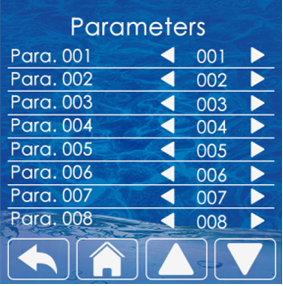 Parameters
Para. 001 001
Para. 002 002
Para. 003 003
Para. 004 004
Para. 005 005
Para. 006 006
Para. 007 007
Para. 008 008